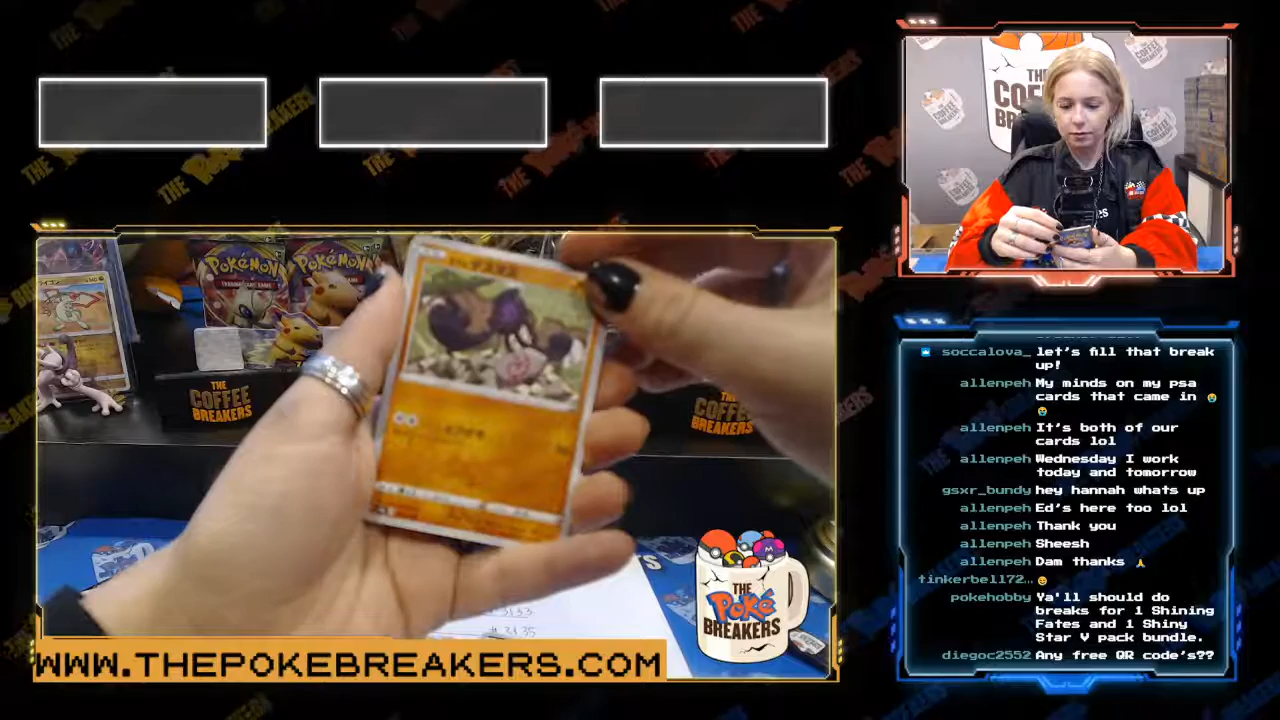 THE
COFFEE
POKÉMON
POKÉMON
THE
COFFEE
BREAKERS
COFFEE
BREAKERS
THE
Poké
BREAKERS
WWW.THEPOKEBREAKERS.COM
soccalova_ let's fill that break
up!
allenpeh My minds on my psa
cards that came in 😭
😭
allenpeh It's both of our
cards lol
allenpeh Wednesday I work
today and tomorrow
gsxr_bundy hey hannah whats up
allenpeh Ed's here too lol
allenpeh Thank you
allenpeh Sheesh
allenpeh Dam thanks 🙏
tinkerbell72...
pokehobby Ya'll should do
breaks for 1 Shining
Fates and 1 Shiny
Star V pack bundle.
diegoc2552 Any free QR code's??